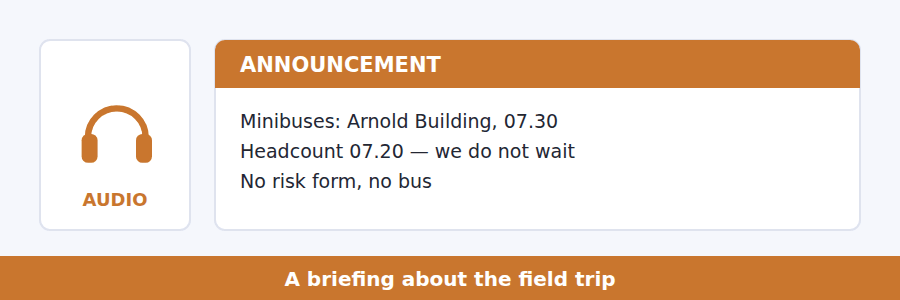 AUDIO
ANNOUNCEMENT
Minibuses: Arnold Building, 07.30
Headcount 07.20 — we do not wait
No risk form, no bus
A briefing about the field trip